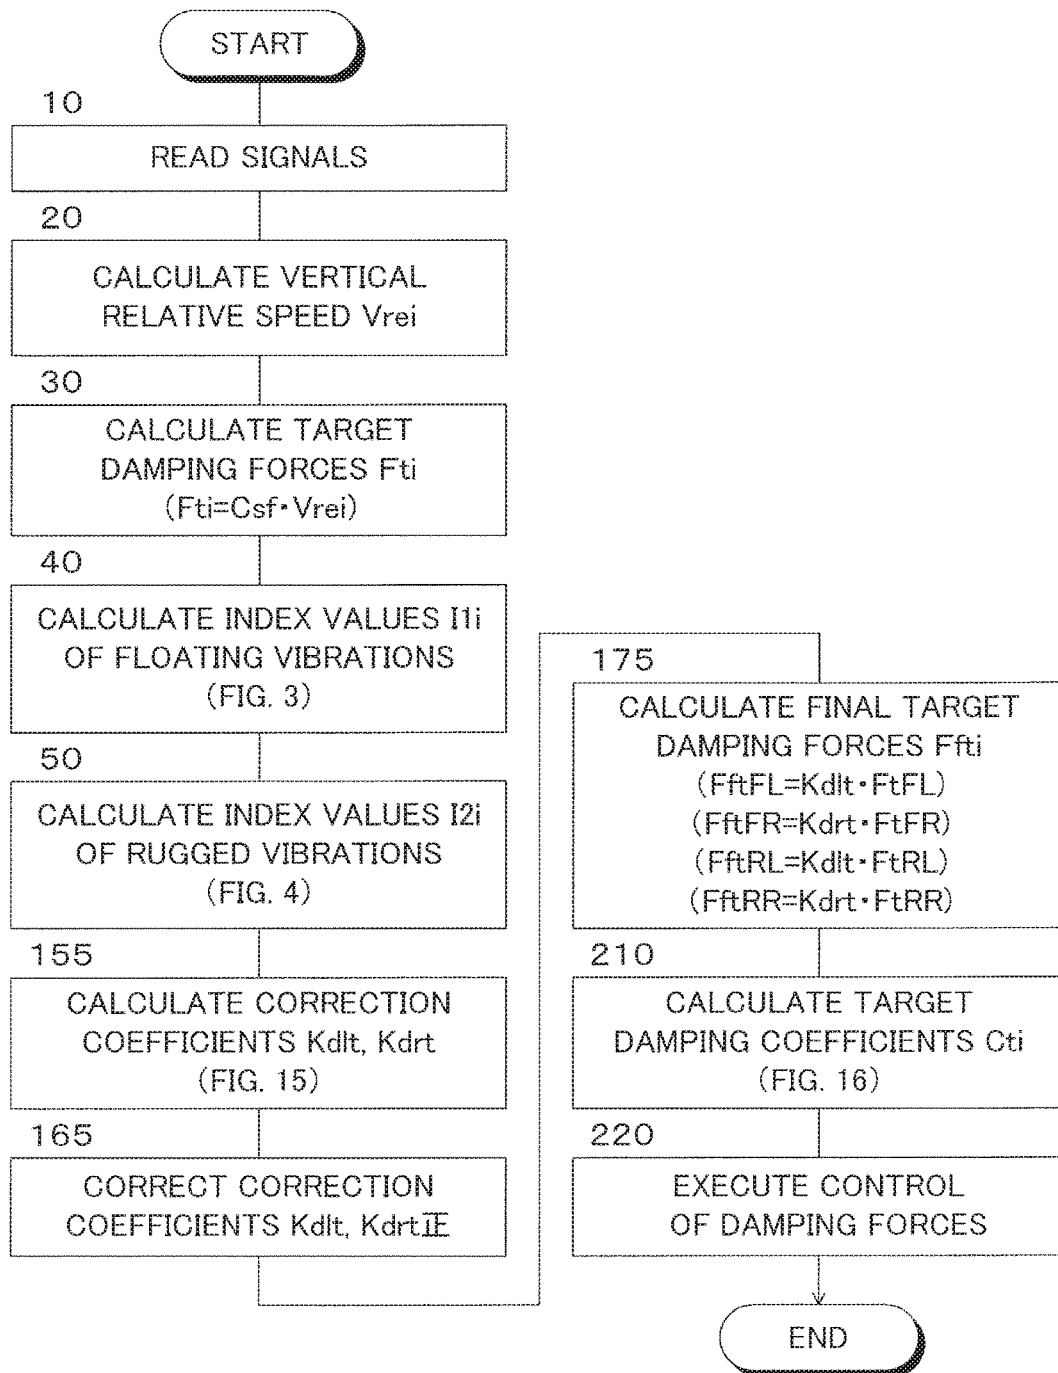 START
10
READ SIGNALS
20
CALCULATE VERTICAL
RELATIVE SPEED Vrei
30
CALCULATE TARGET
DAMPING FORCES Fti
(Fti=Csf·Vrei)
40
CALCULATE INDEX VALUES I1i
OF FLOATING VIBRATIONS
(FIG. 3)
50
CALCULATE INDEX VALUES I2i
OF RUGGED VIBRATIONS
(FIG. 4)
155
CALCULATE CORRECTION
COEFFICIENTS Kdlt, Kdrt
(FIG. 15)
165
CORRECT CORRECTION
COEFFICIENTS Kdlt, Kdrt正
175
CALCULATE FINAL TARGET
DAMPING FORCES Ffti
(FftFL=Kdlt·FtFL)
(FftFR=Kdrt·FtFR)
(FftRL=Kdlt·FtRL)
(FftRR=Kdrt·FtRR)
210
CALCULATE TARGET
DAMPING COEFFICIENTS Cti
(FIG. 16)
220
EXECUTE CONTROL
OF DAMPING FORCES
END